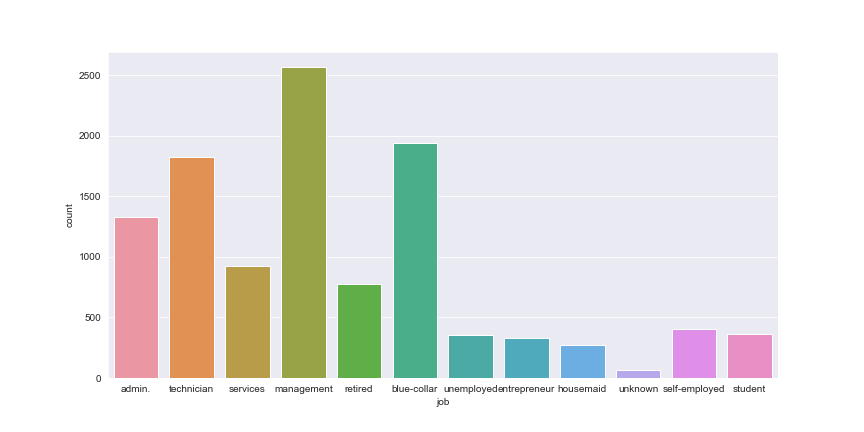 2500
2000
1500
1000
500
0
count
admin. technician services management retired blue-collar unemployed entrepreneur housemaid unknown self-employed student
job